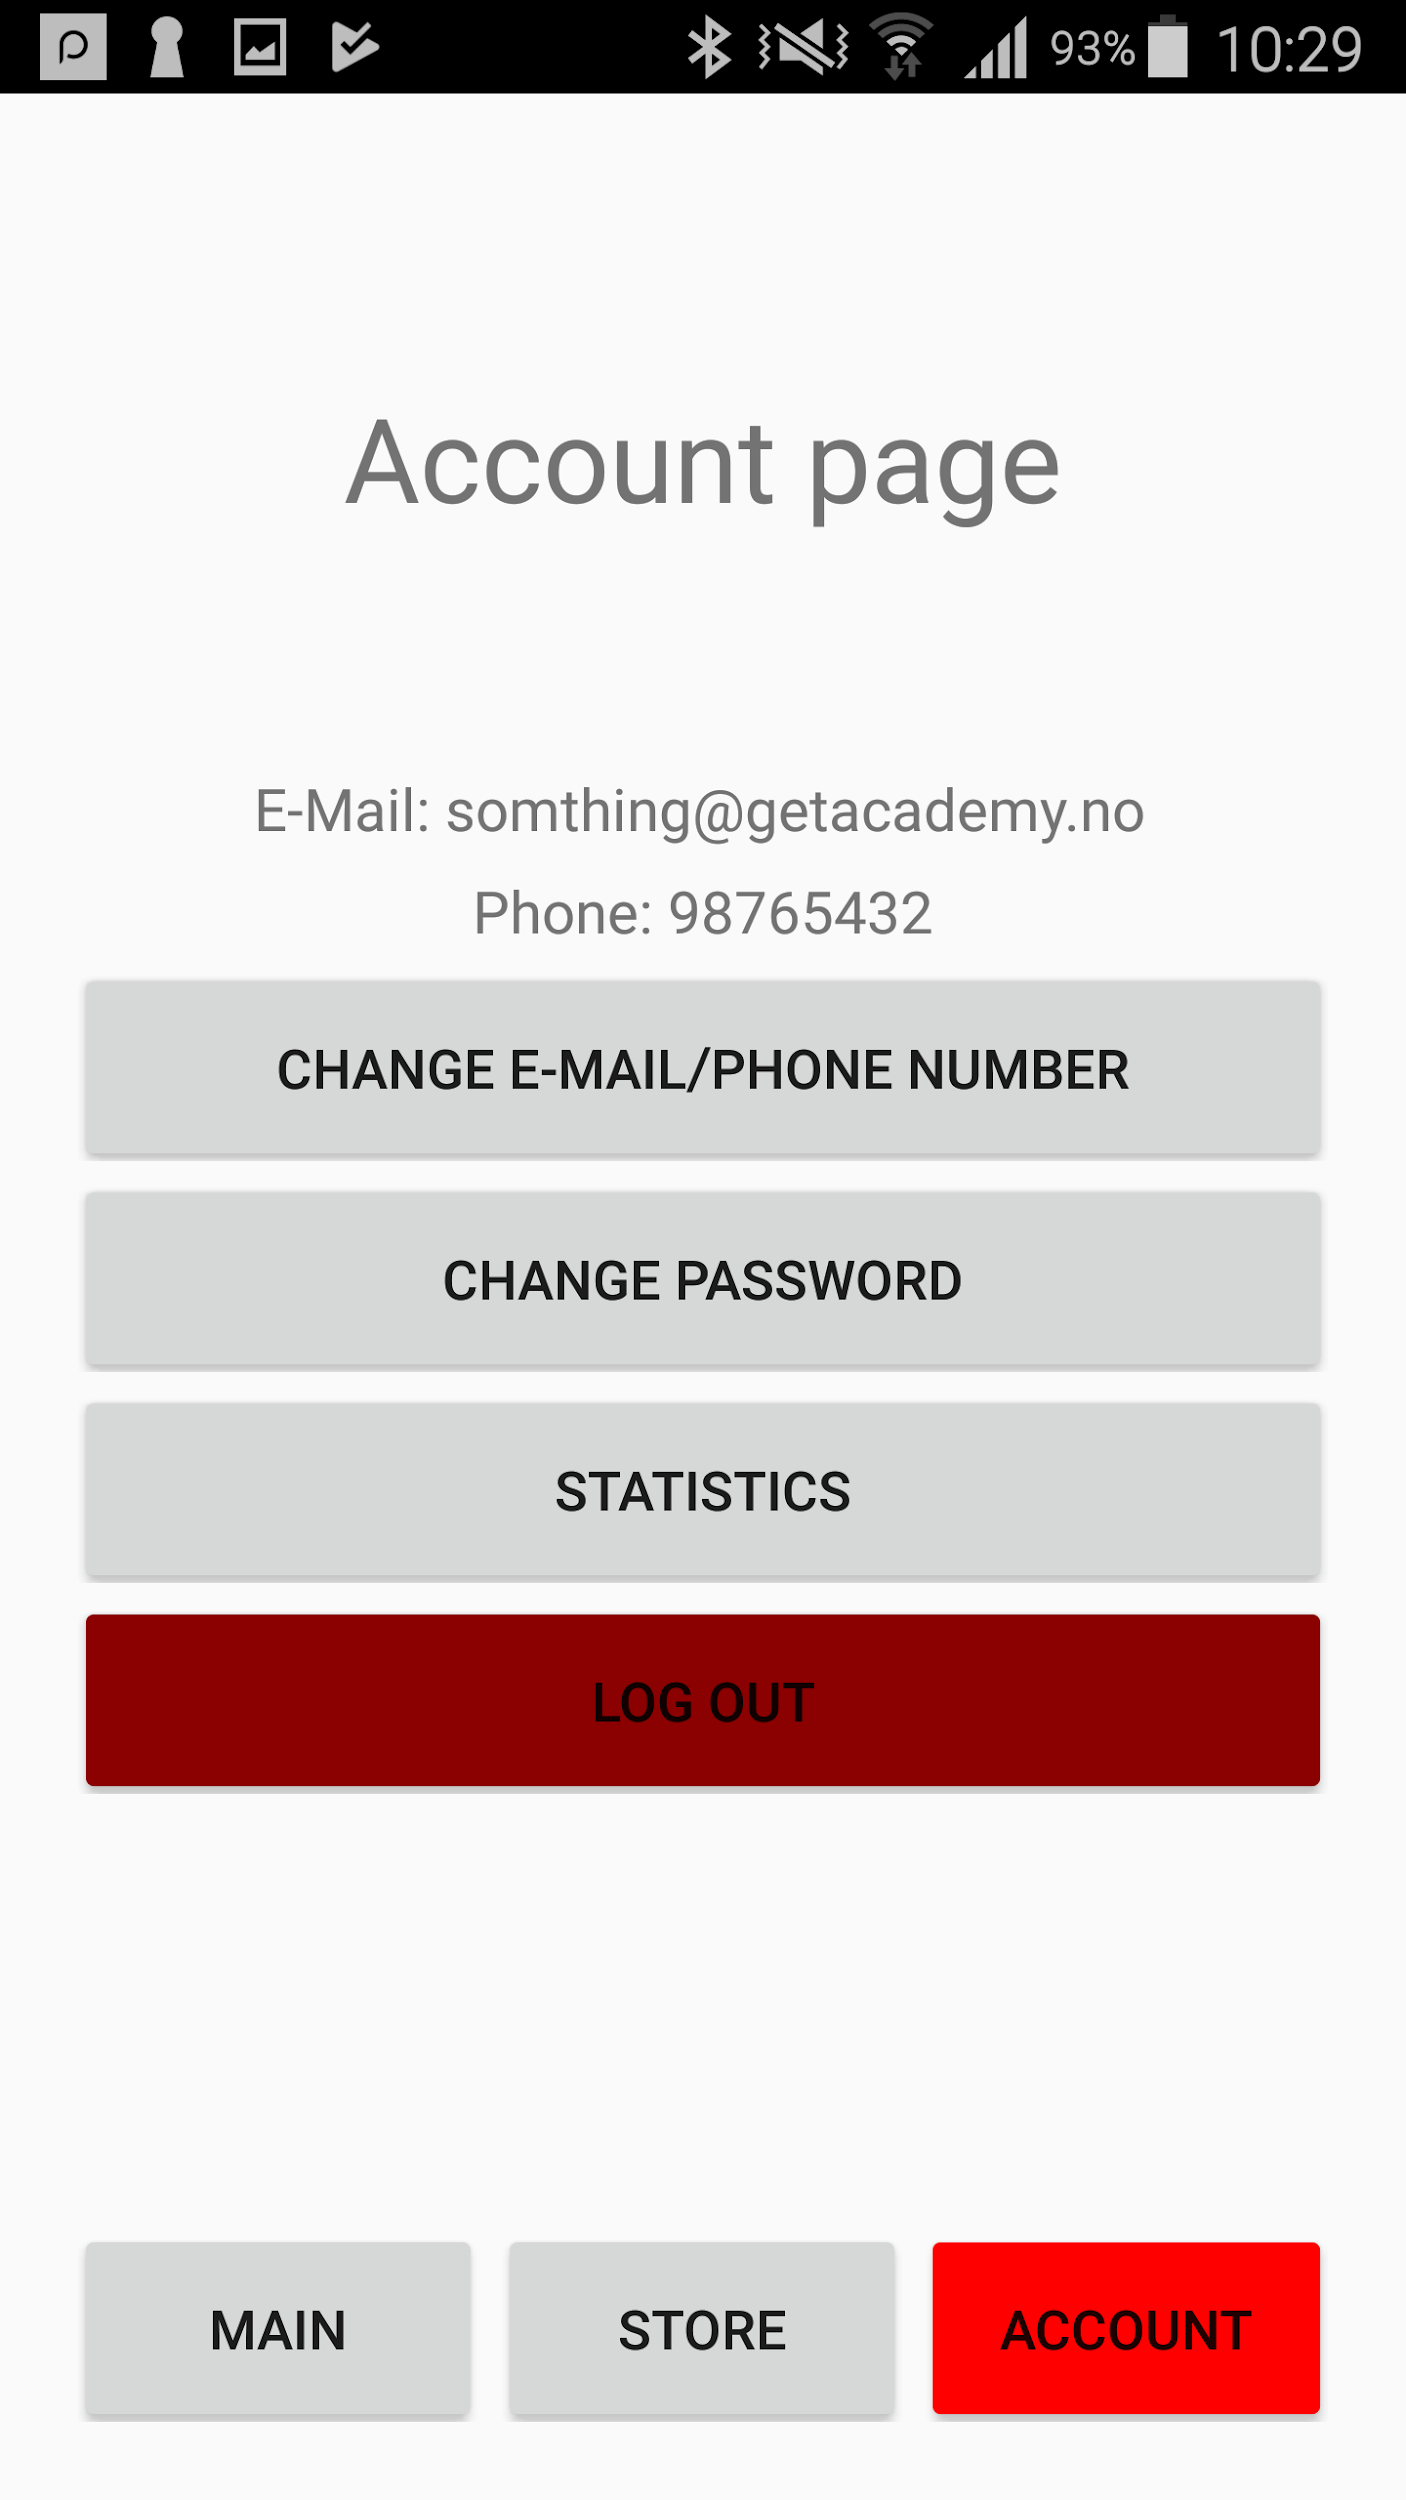 93% 10:29
Account page
E-Mail: somthing@getacademy.no
Phone: 98765432
CHANGE E-MAIL/PHONE NUMBER
CHANGE PASSWORD
STATISTICS
LOG OUT
MAIN STORE ACCOUNT